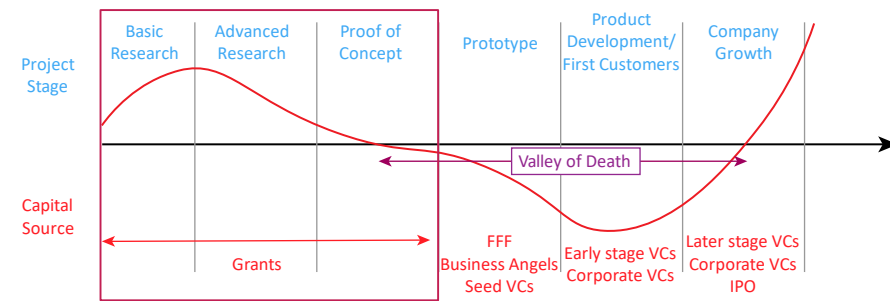 Project
Stage
Basic
Research
Advanced
Research
Proof of
Concept
Prototype
Product
Development/
First Customers
Company
Growth
Valley of Death
Capital
Source
Grants
FFF
Business Angels
Seed VCs
Early stage VCs
Corporate VCs
Later stage VCs
Corporate VCs
IPO